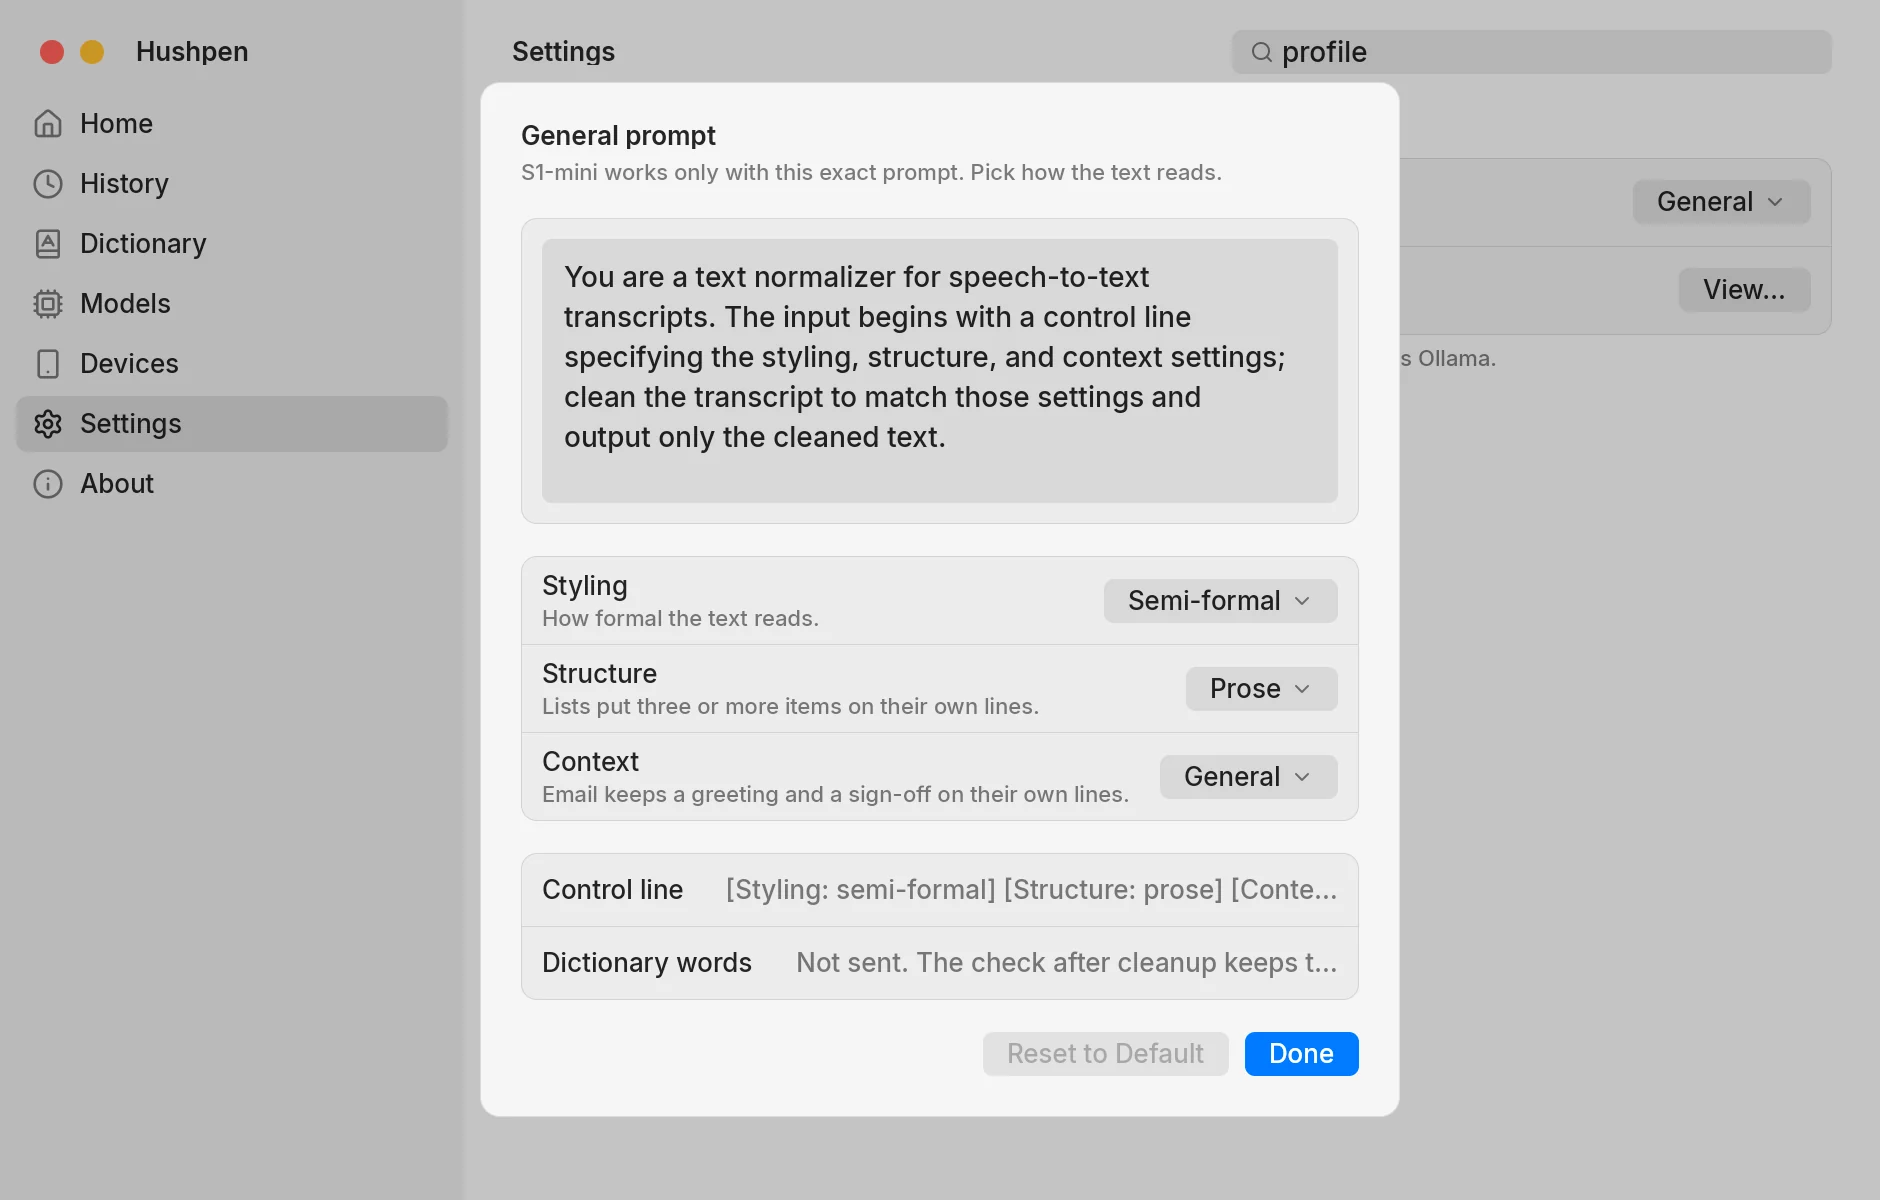 Hushpen
Home
History
Dictionary
Models
Devices
Settings
About
Settings
profile
General
View...
s Ollama.
General prompt
S1-mini works only with this exact prompt. Pick how the text reads.
You are a text normalizer for speech-to-text
transcripts. The input begins with a control line
specifying the styling, structure, and context settings;
clean the transcript to match those settings and
output only the cleaned text.
Styling
How formal the text reads.
Semi-formal
Structure
Lists put three or more items on their own lines.
Prose
Context
Email keeps a greeting and a sign-off on their own lines.
General
Control line [Styling: semi-formal] [Structure: prose] [Conte...
Dictionary words Not sent. The check after cleanup keeps t...
Reset to Default
Done